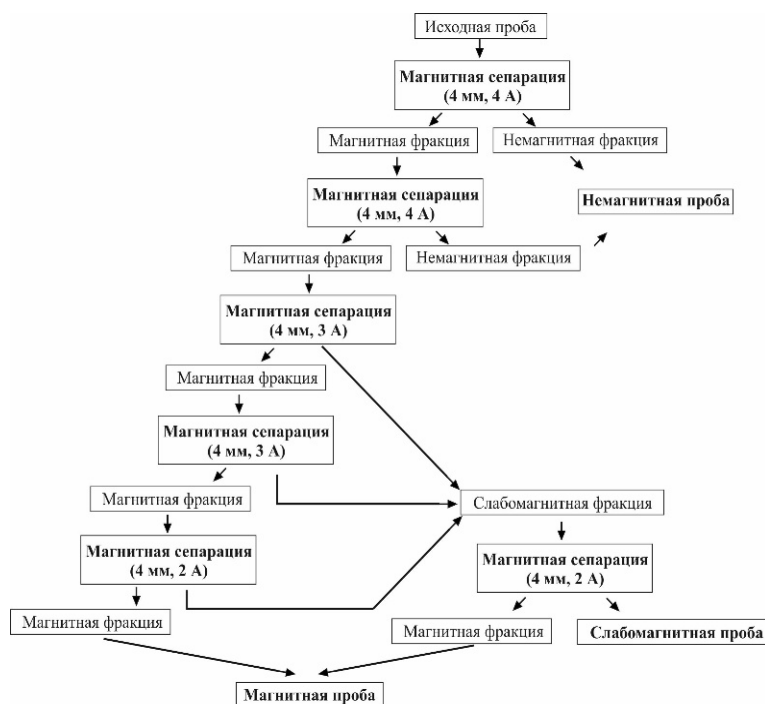 Исходная проба
Магнитная сепарация
(4 мм, 4 А)
Магнитная фракция
Немагнитная фракция
Магнитная сепарация
(4 мм, 4 А)
Немагнитная проба
Магнитная фракция
Немагнитная фракция
Магнитная сепарация
(4 мм, 3 А)
Магнитная фракция
Магнитная сепарация
(4 мм, 3 А)
Магнитная фракция
Слабомагнитная фракция
Магнитная сепарация
(4 мм, 2 А)
Магнитная сепарация
(4 мм, 2 А)
Магнитная фракция
Магнитная фракция
Слабомагнитная проба
Магнитная проба